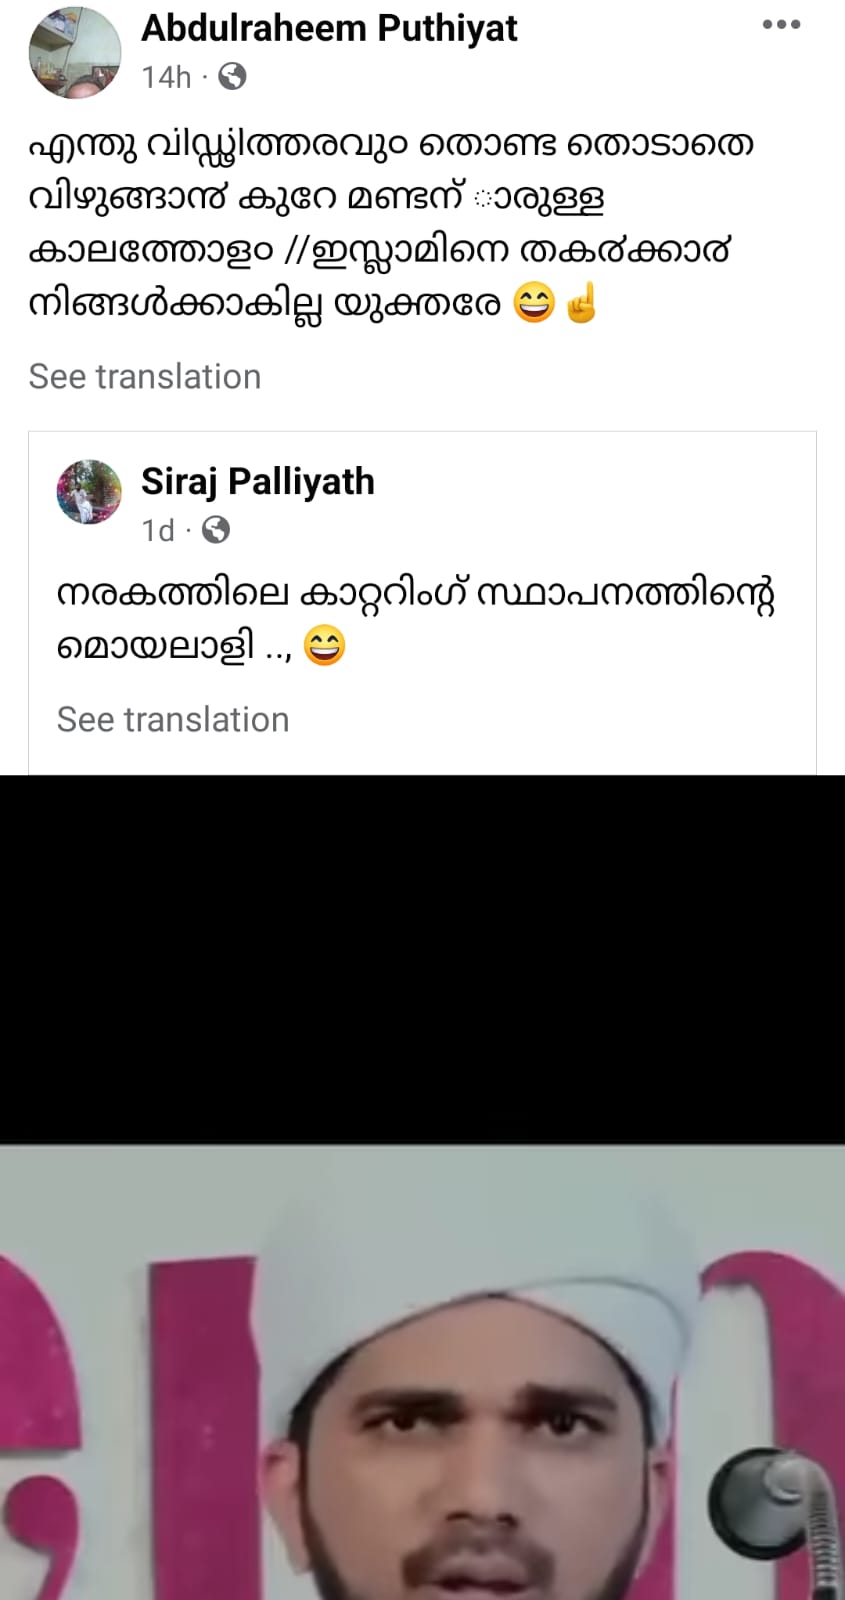 Abdulraheem Puthiyat
14h ·
എന്തു വിഡ്ഢിത്തരവും തൊണ്ട തൊടാതെ
വിഴുങ്ങാൻ കുറേ മണ്ടന് ാരുള്ള
കാലത്തോളം //ഇസ്ലാമിനെ തകർക്കാർ
നിങ്ങൾക്കാകില്ല യുക്തരേ 😄☝️
See translation
Siraj Palliyath
1d ·
നരകത്തിലെ കാറ്ററിംഗ് സ്ഥാപനത്തിന്റെ
മൊയലാളി .., 😄
See translation